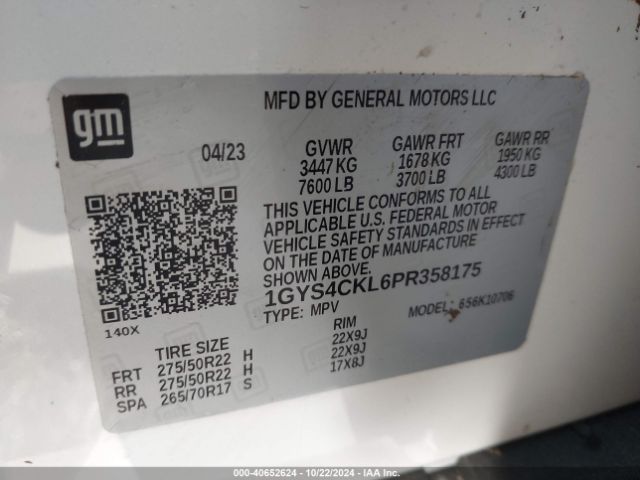 gm
MFD BY GENERAL MOTORS LLC
04/23
GVWR GAWR FRT GAWR RR
3447 KG 1678 KG 1950 KG
7600 LB 3700 LB 4300 LB
THIS VEHICLE CONFORMS TO ALL
APPLICABLE U.S. FEDERAL MOTOR
VEHICLE SAFETY STANDARDS IN EFFECT
ON THE DATE OF MANUFACTURE
SHOWN ABOVE.
1GYS4CKL6PR358175
TYPE: MPV MODEL: 656K10706
140X
TIRE SIZE RIM
FRT 275/50R22 H 22X9J
RR 275/50R22 H 22X9J
SPA 265/70R17 S 17X8J
000-40652624 | 10/22/2024 | IAA Inc.